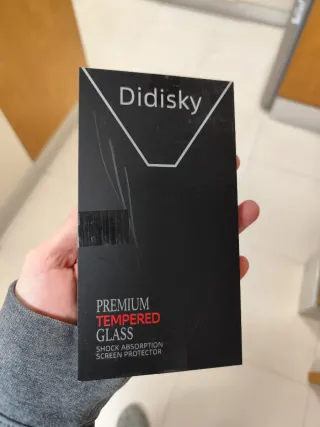 Didisky
PREMIUM
TEMPERED
GLASS
SHOCK ABSORPTION
SCREEN PROTECTOR